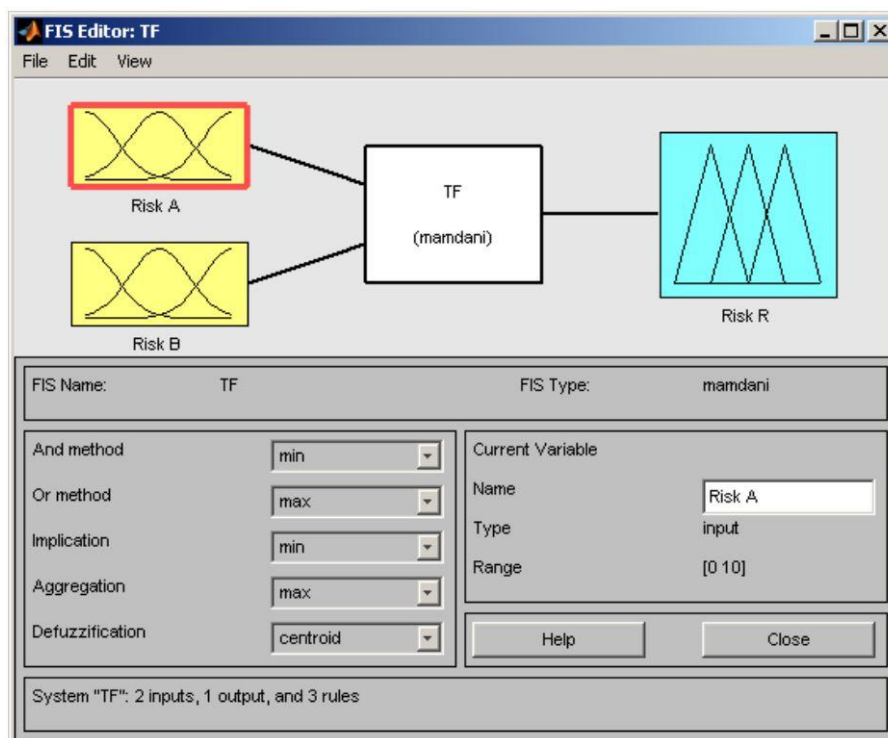 FIS Editor: TF
File Edit View
Risk A
Risk B
TF
(mamdani)
Risk R
FIS Name: TF FIS Type: mamdani
And method min
Or method max
Implication min
Aggregation max
Defuzzification centroid
Current Variable
Name Risk A
Type input
Range [0 10]
Help Close
System "TF": 2 inputs, 1 output, and 3 rules